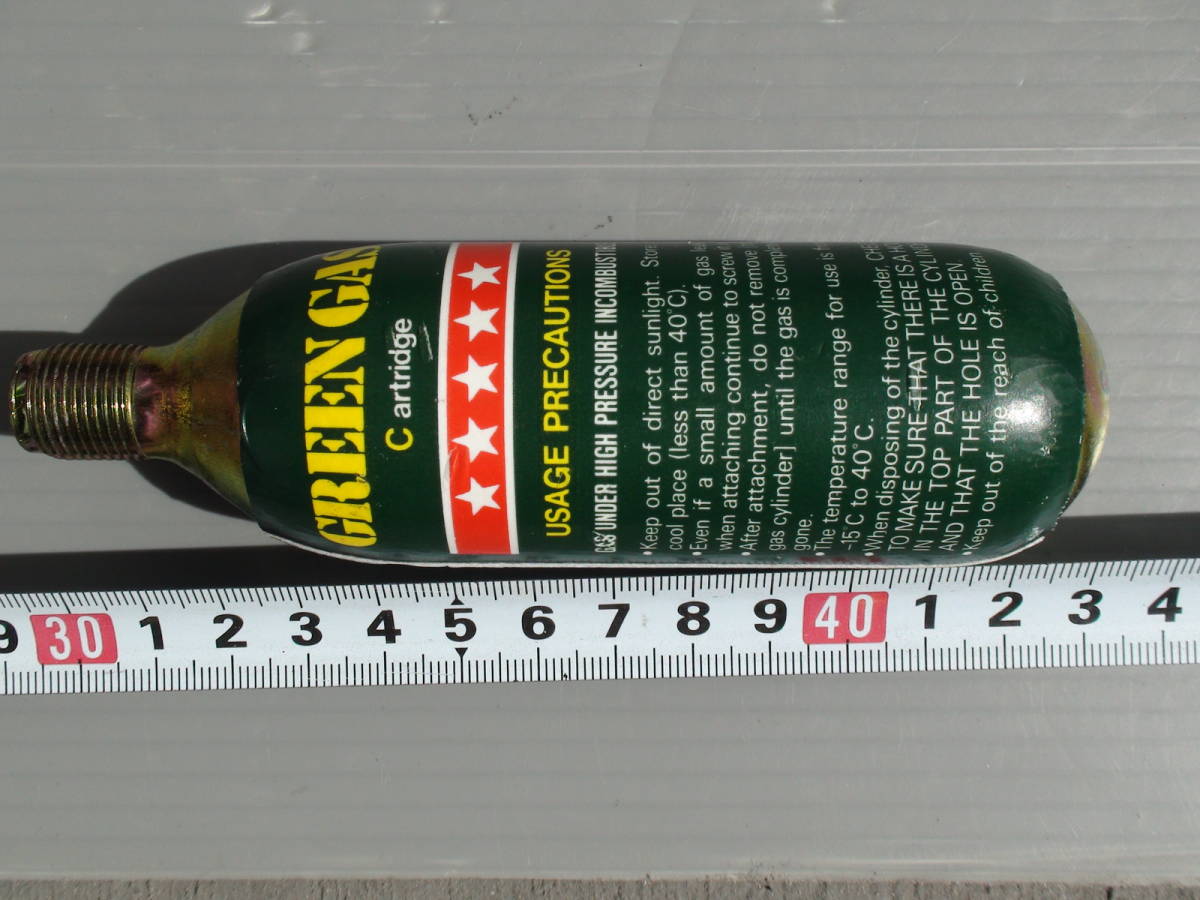 GREEN GAS
C artridge
USAGE PRECAUTIONS
GAS UNDER HIGH PRESSURE
•Keep out of direct sunlight. Store
cool place (less than 40°C).
•Even if a small amount of gas
when attaching continue to screw
•After attachment, do not remove
gas cylinder] until the gas is
gone.
•The temperature range for use is
15°C to 40°C.
•When disposing of the cylinder,
TO MAKE SURE THAT THERE IS A
IN THE TOP PART OF THE
AND THAT THE HOLE IS OPEN.
•Keep out of the reach of children
9 30 1 2 3 4 5 6 7 8 9 40 1 2 3 4